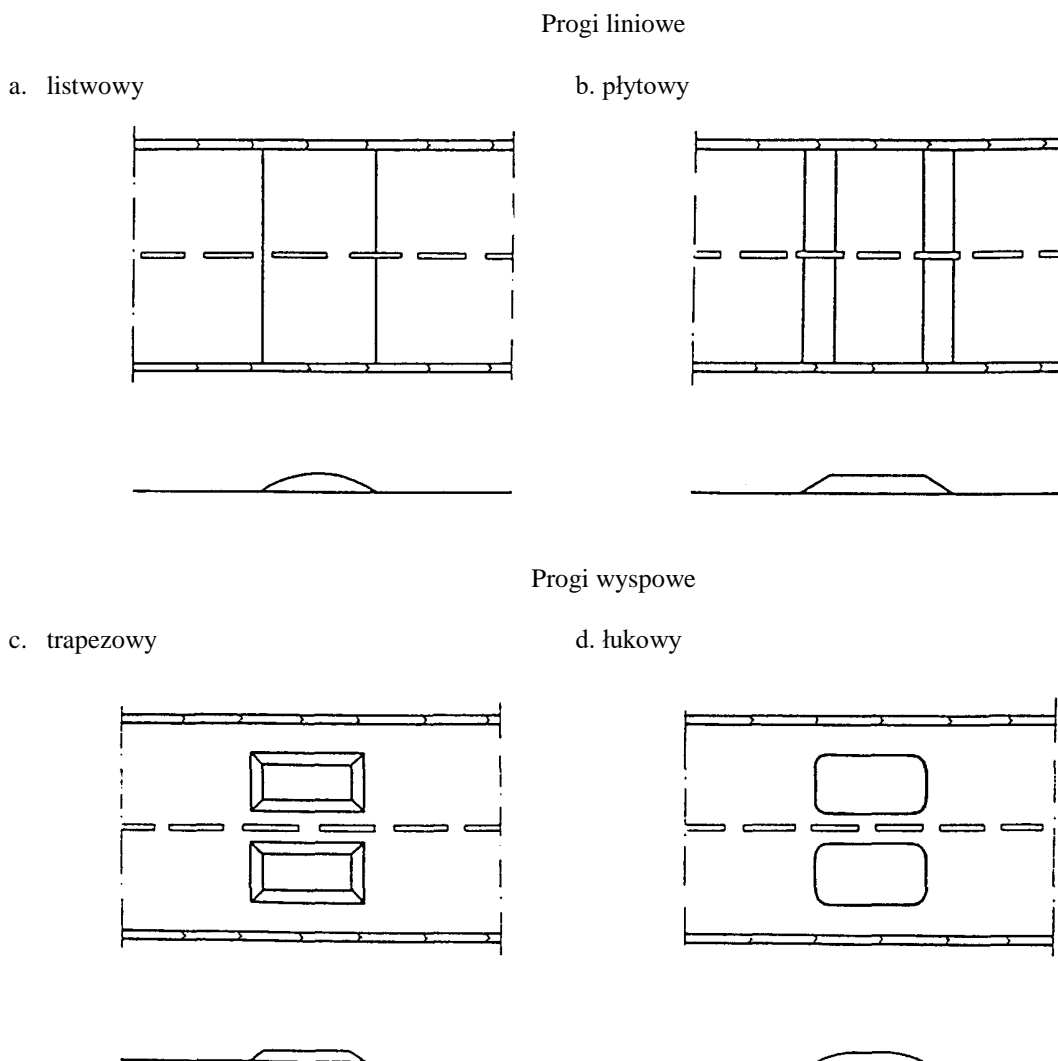 Progi liniowe
a. listwowy
b. płytowy
Progi wyspowe
c. trapezowy
d. łukowy